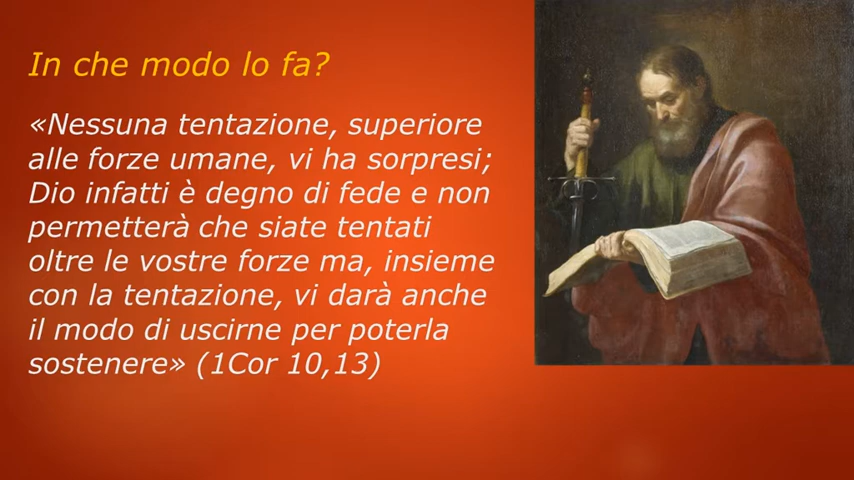 In che modo lo fa?
«Nessuna tentazione, superiore
alle forze umane, vi ha sorpresi;
Dio infatti è degno di fede e non
permetterà che siate tentati
oltre le vostre forze ma, insieme
con la tentazione, vi darà anche
il modo di uscirne per poterla
sostenere» (1Cor 10,13)